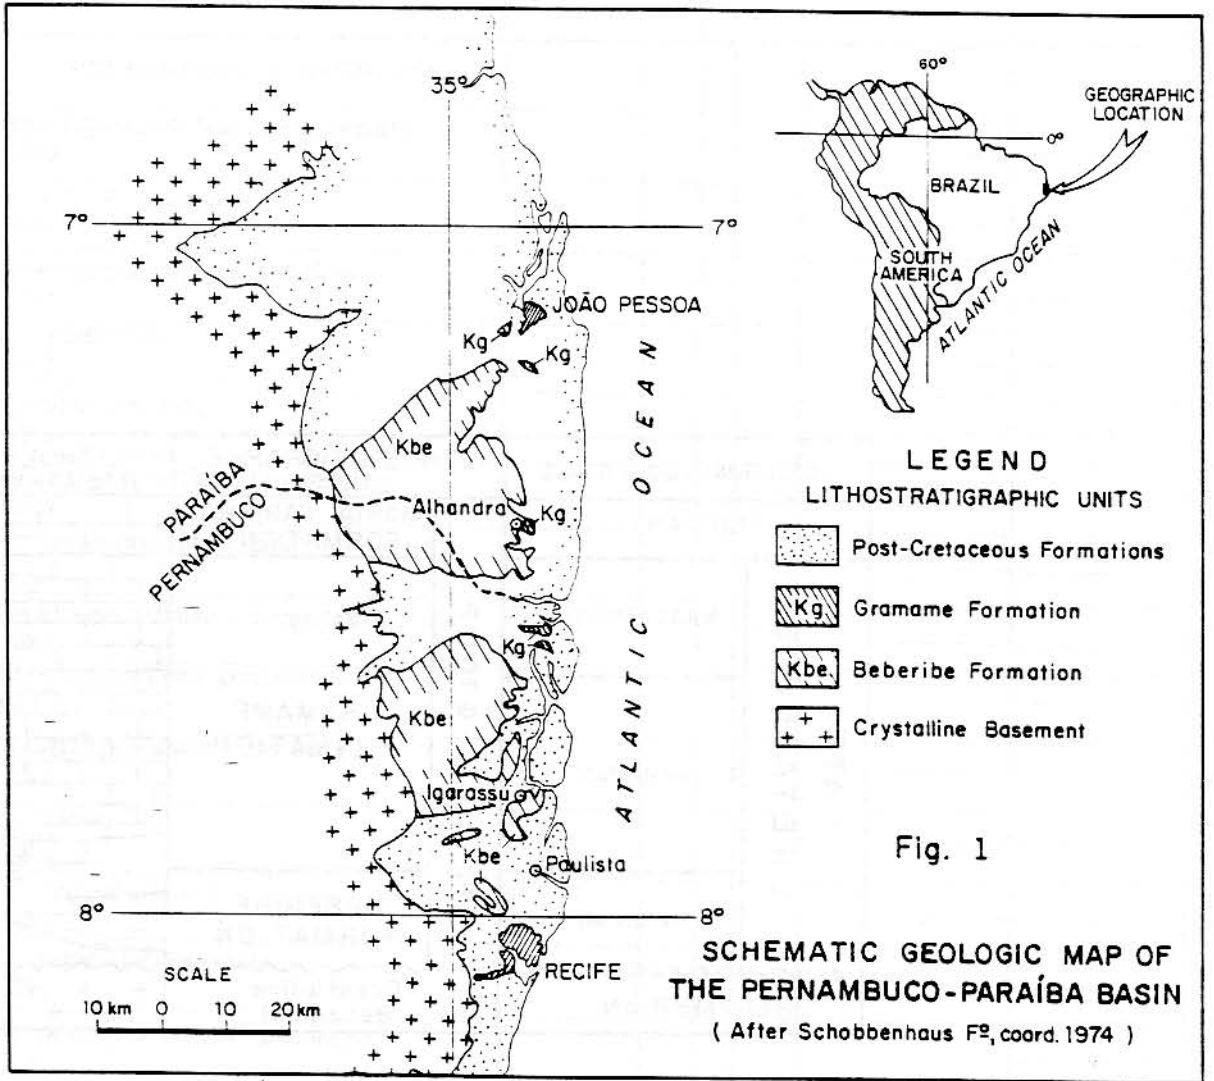 35°
60°
GEOGRAPHIC
LOCATION
0°
BRAZIL
7°
7°
SOUTH
AMERICA
ATLANTIC OCEAN
JOÃO PESSOA
Kg
Kg
ATLANTIC OCEAN
Kbe
PARAÍBA
PERNAMBUCO
Alhandra
Kg
Kg
Kbe
Igarassu
Kbe
Paulista
8°
8°
RECIFE
SCALE
10 km 0 10 20 km
LEGEND
LITHOSTRATIGRAPHIC UNITS
Post-Cretaceous Formations
Kg Gramame Formation
Kbe Beberibe Formation
Crystalline Basement
Fig. 1
SCHEMATIC GEOLOGIC MAP OF
THE PERNAMBUCO-PARAÍBA BASIN
( After Schobbenhaus Fº, coord. 1974 )